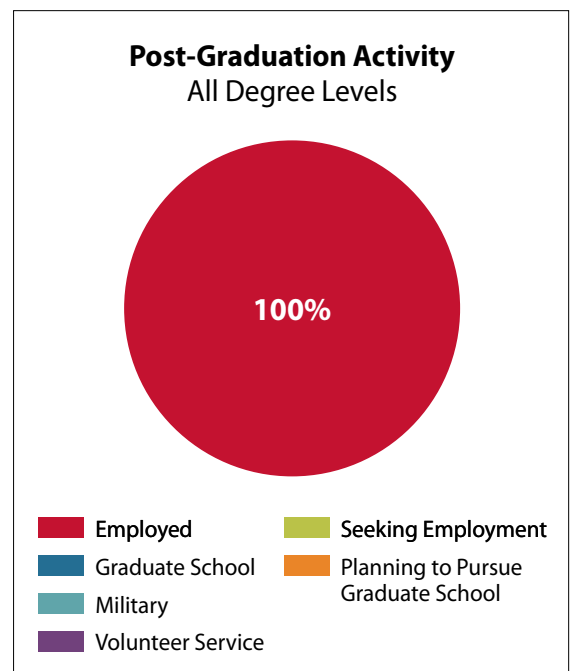 Post-Graduation Activity
All Degree Levels
100%
Employed
Graduate School
Military
Volunteer Service
Seeking Employment
Planning to Pursue
Graduate School